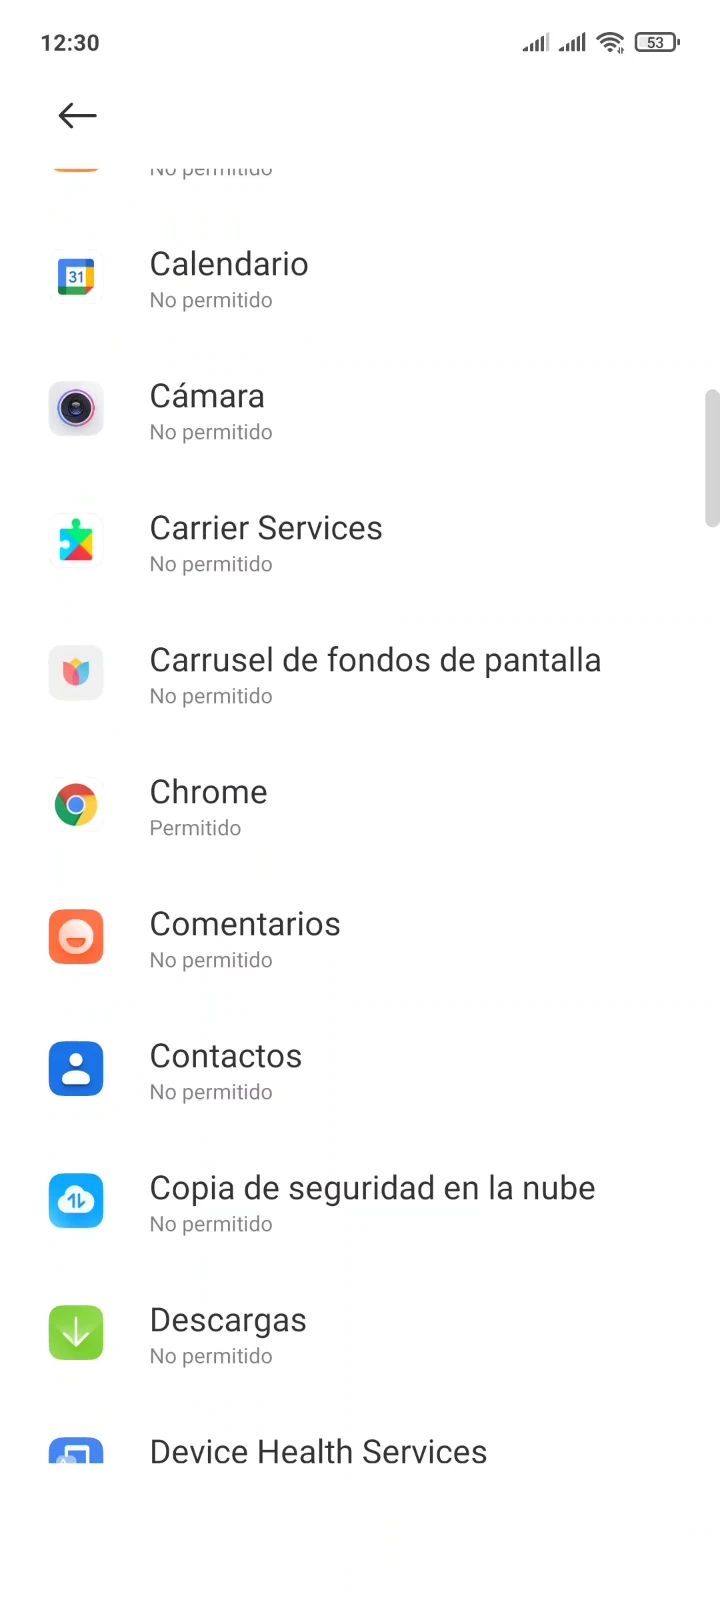 12:30
53
No permitido
31
Calendario
No permitido
Cámara
No permitido
Carrier Services
No permitido
Carrusel de fondos de pantalla
No permitido
Chrome
Permitido
Comentarios
No permitido
Contactos
No permitido
Copia de seguridad en la nube
No permitido
Descargas
No permitido
Device Health Services